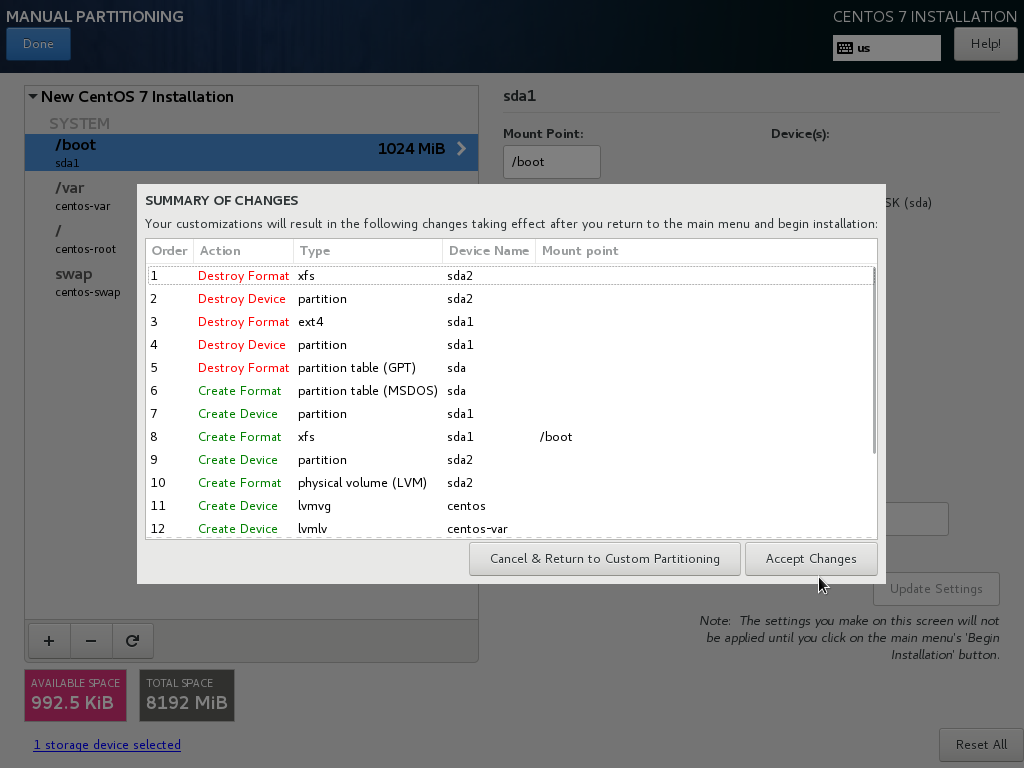 MANUAL PARTITIONING
CENTOS 7 INSTALLATION
Done
us
Help!
New CentOS 7 Installation
SYSTEM
/boot
sda1
1024 MiB
/var
centos-var
/
centos-root
swap
centos-swap
sda1
Mount Point:
Device(s):
/boot
SK (sda)
SUMMARY OF CHANGES
Your customizations will result in the following changes taking effect after you return to the main menu and begin installation:
Order Action Type Device Name Mount point
1 Destroy Format xfs sda2
2 Destroy Device partition sda2
3 Destroy Format ext4 sda1
4 Destroy Device partition sda1
5 Destroy Format partition table (GPT) sda
6 Create Format partition table (MSDOS) sda
7 Create Device partition sda1
8 Create Format xfs sda1 /boot
9 Create Device partition sda2
10 Create Format physical volume (LVM) sda2
11 Create Device lvmvg centos
12 Create Device lvmlv centos-var
Cancel & Return to Custom Partitioning
Accept Changes
Update Settings
Note: The settings you make on this screen will not
be applied until you click on the main menu's 'Begin
Installation' button.
+ −
AVAILABLE SPACE
992.5 KiB
TOTAL SPACE
8192 MiB
1 storage device selected
Reset All